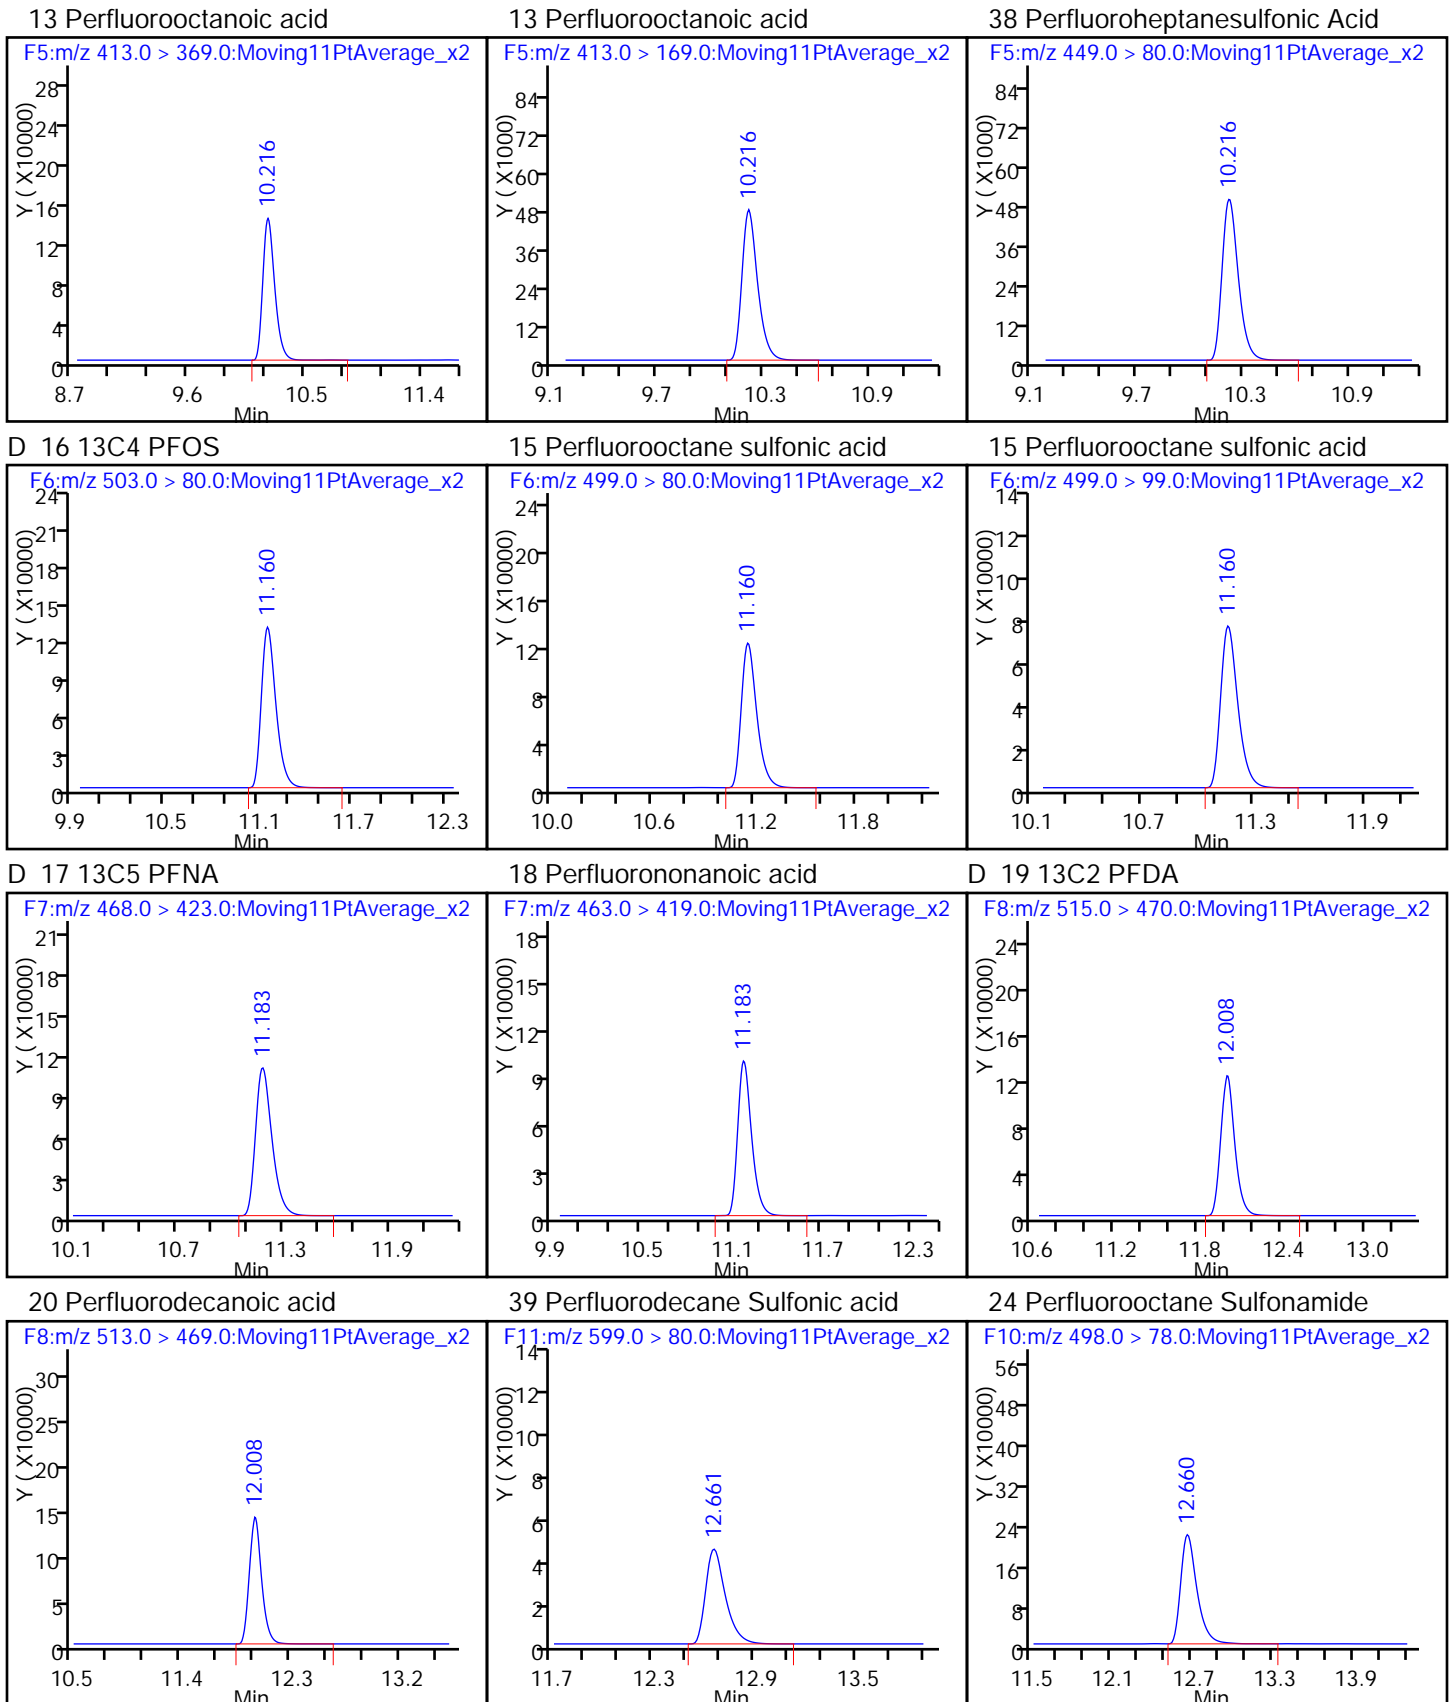 13 Perfluorooctanoic acid
F5:m/z 413.0 > 369.0:Moving11PtAverage_x2
Y ( X10000)
28
24
20
16
12
8
4
0
10.216
8.7 9.6 10.5 11.4
Min
13 Perfluorooctanoic acid
F5:m/z 413.0 > 169.0:Moving11PtAverage_x2
Y ( X1000)
84
72
60
48
36
24
12
0
10.216
9.1 9.7 10.3 10.9
Min
38 Perfluoroheptanesulfonic Acid
F5:m/z 449.0 > 80.0:Moving11PtAverage_x2
Y ( X1000)
84
72
60
48
36
24
12
0
10.216
9.1 9.7 10.3 10.9
Min
D 16 13C4 PFOS
F6:m/z 503.0 > 80.0:Moving11PtAverage_x2
Y ( X10000)
24
21
18
15
12
9
6
3
0
11.160
9.9 10.5 11.1 11.7 12.3
Min
15 Perfluorooctane sulfonic acid
F6:m/z 499.0 > 80.0:Moving11PtAverage_x2
Y ( X10000)
24
20
16
12
8
4
0
11.160
10.0 10.6 11.2 11.8
Min
15 Perfluorooctane sulfonic acid
F6:m/z 499.0 > 99.0:Moving11PtAverage_x2
Y ( X10000)
14
12
10
8
6
4
2
0
11.160
10.1 10.7 11.3 11.9
Min
D 17 13C5 PFNA
F7:m/z 468.0 > 423.0:Moving11PtAverage_x2
Y ( X10000)
21
18
15
12
9
6
3
0
11.183
10.1 10.7 11.3 11.9
Min
18 Perfluorononanoic acid
F7:m/z 463.0 > 419.0:Moving11PtAverage_x2
Y ( X10000)
18
15
12
9
6
3
0
11.183
9.9 10.5 11.1 11.7 12.3
Min
D 19 13C2 PFDA
F8:m/z 515.0 > 470.0:Moving11PtAverage_x2
Y ( X10000)
24
20
16
12
8
4
0
12.008
10.6 11.2 11.8 12.4 13.0
Min
20 Perfluorodecanoic acid
F8:m/z 513.0 > 469.0:Moving11PtAverage_x2
Y ( X10000)
30
25
20
15
10
5
0
12.008
10.5 11.4 12.3 13.2
Min
39 Perfluorodecane Sulfonic acid
F11:m/z 599.0 > 80.0:Moving11PtAverage_x2
Y ( X10000)
14
12
10
8
6
4
2
0
12.661
11.7 12.3 12.9 13.5
Min
24 Perfluorooctane Sulfonamide
F10:m/z 498.0 > 78.0:Moving11PtAverage_x2
Y ( X10000)
56
48
40
32
24
16
8
0
12.660
11.5 12.1 12.7 13.3 13.9
Min